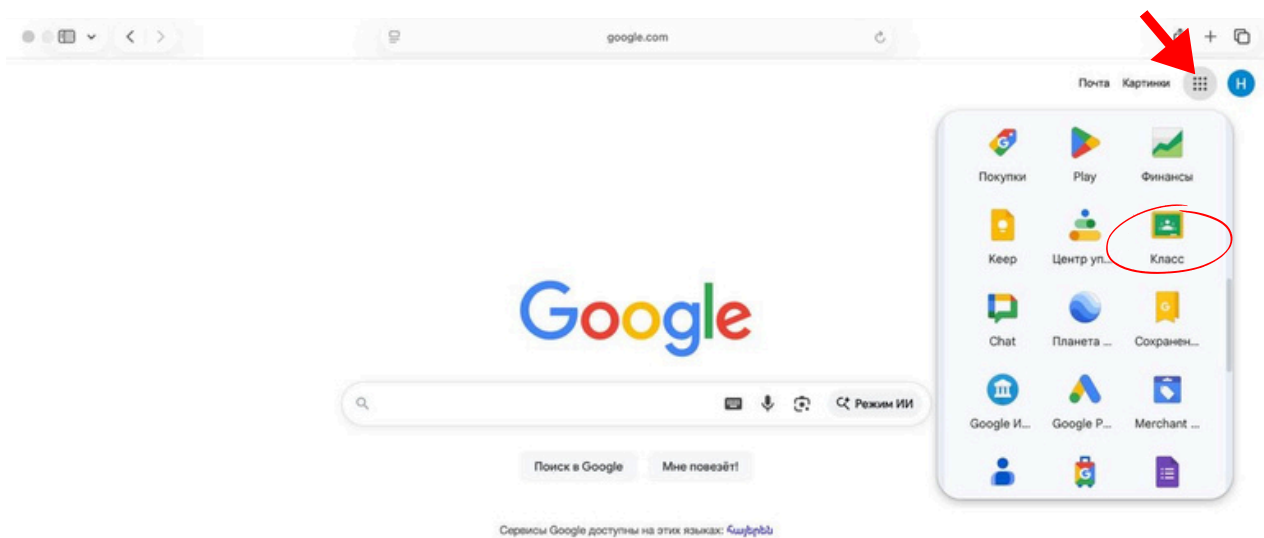 google.com
Почта Картинки H
Покупки Play Финансы
Keep Центр уп... Класс
Chat Планета ... Сохранен...
Google И... Google Р... Merchant ...
Google
Режим ИИ
Поиск в Google Мне повезёт!
Сервисы Google доступны на этих языках: հայերեն